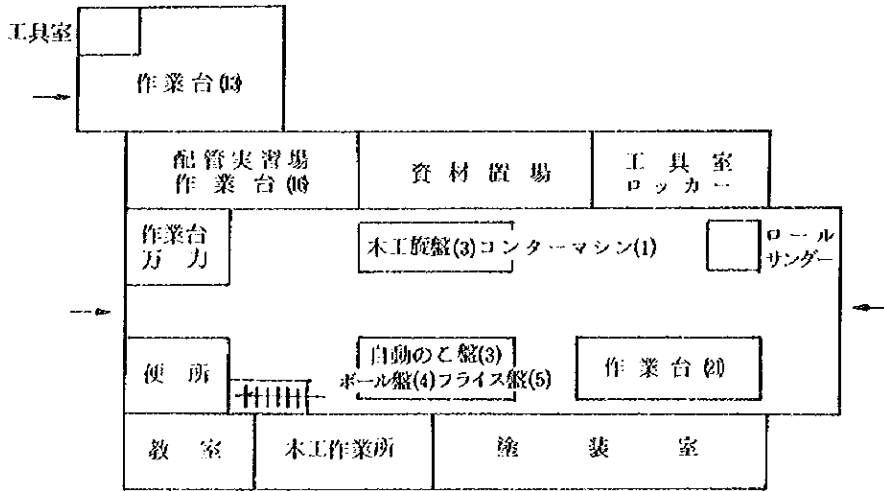 工具室
作業台(13)
配管実習場
作業台(16)
資材置場
工具室
ロッカー
作業台
万力
木工旋盤(3)コンターマシン(1)
ロール
サンダー
便所
自動のこ盤(3)
ボール盤(4)フライス盤(5)
作業台(21)
教室
木工作業所
塗装室